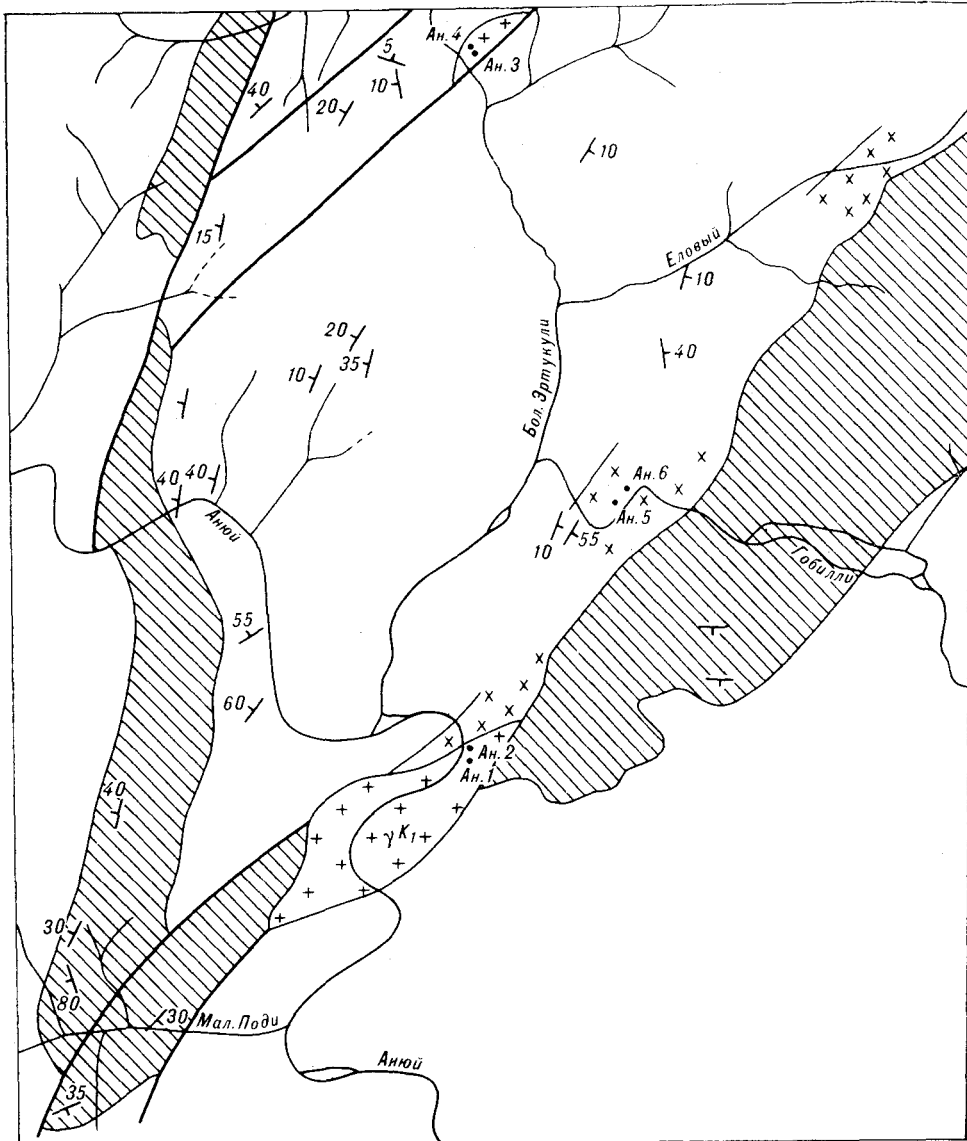 Ан. 4
5
Ан. 3
10
40
20
10
15
Еловый
10
20
35
10
40
Бол. Эртукули
40
40
Анюй
Ан. 6
Ан. 5
10
55
Гобилли
55
60
Ан. 2
Ан. 1
40
γK₁
30
80
30
Мал. Поди
Анюй
35